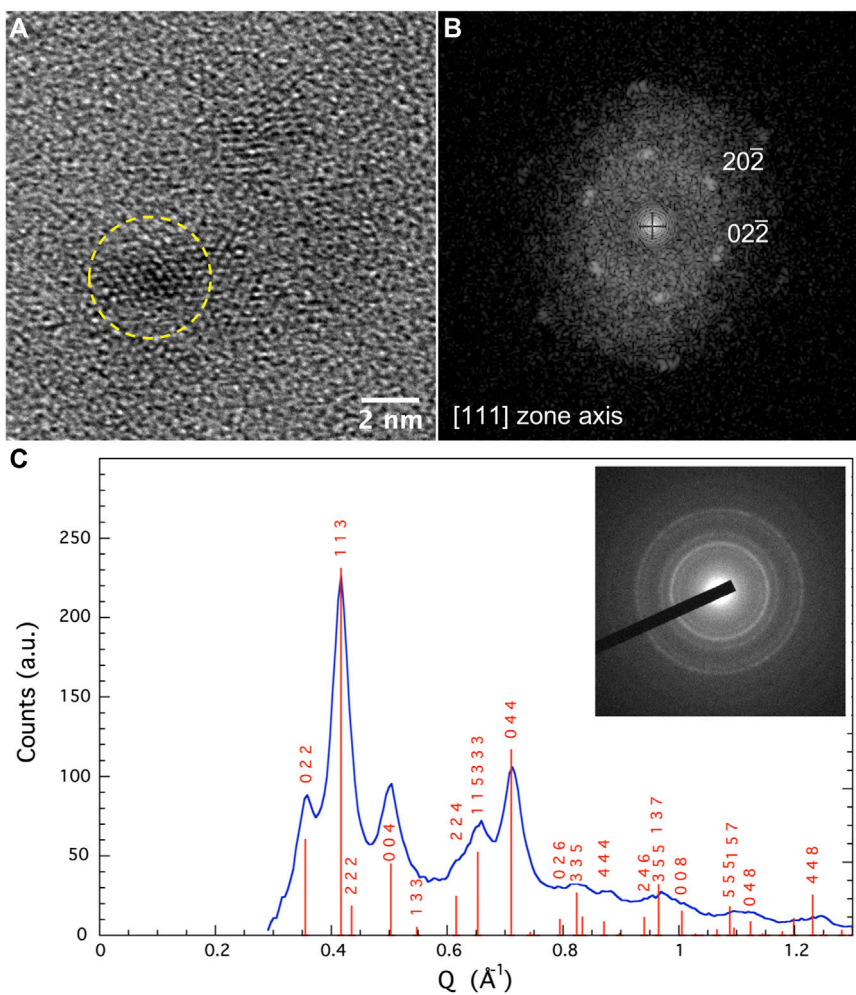 A
2 nm
B
202̅
022̅
[111] zone axis
C
Counts (a.u.)
250
200
150
100
50
0
0 2 2
1 1 3
2 2 2
0 0 4
1 3 3
2 2 4
1 1 5 3 3 3
0 4 4
0 2 6
3 3 5
4 4 4
2 4 6
3 5 5 1 3 7
0 0 8
5 5 5 1 5 7
0 4 8
4 4 8
0
0.2
0.4
0.6
0.8
1
1.2
Q (Å⁻¹)